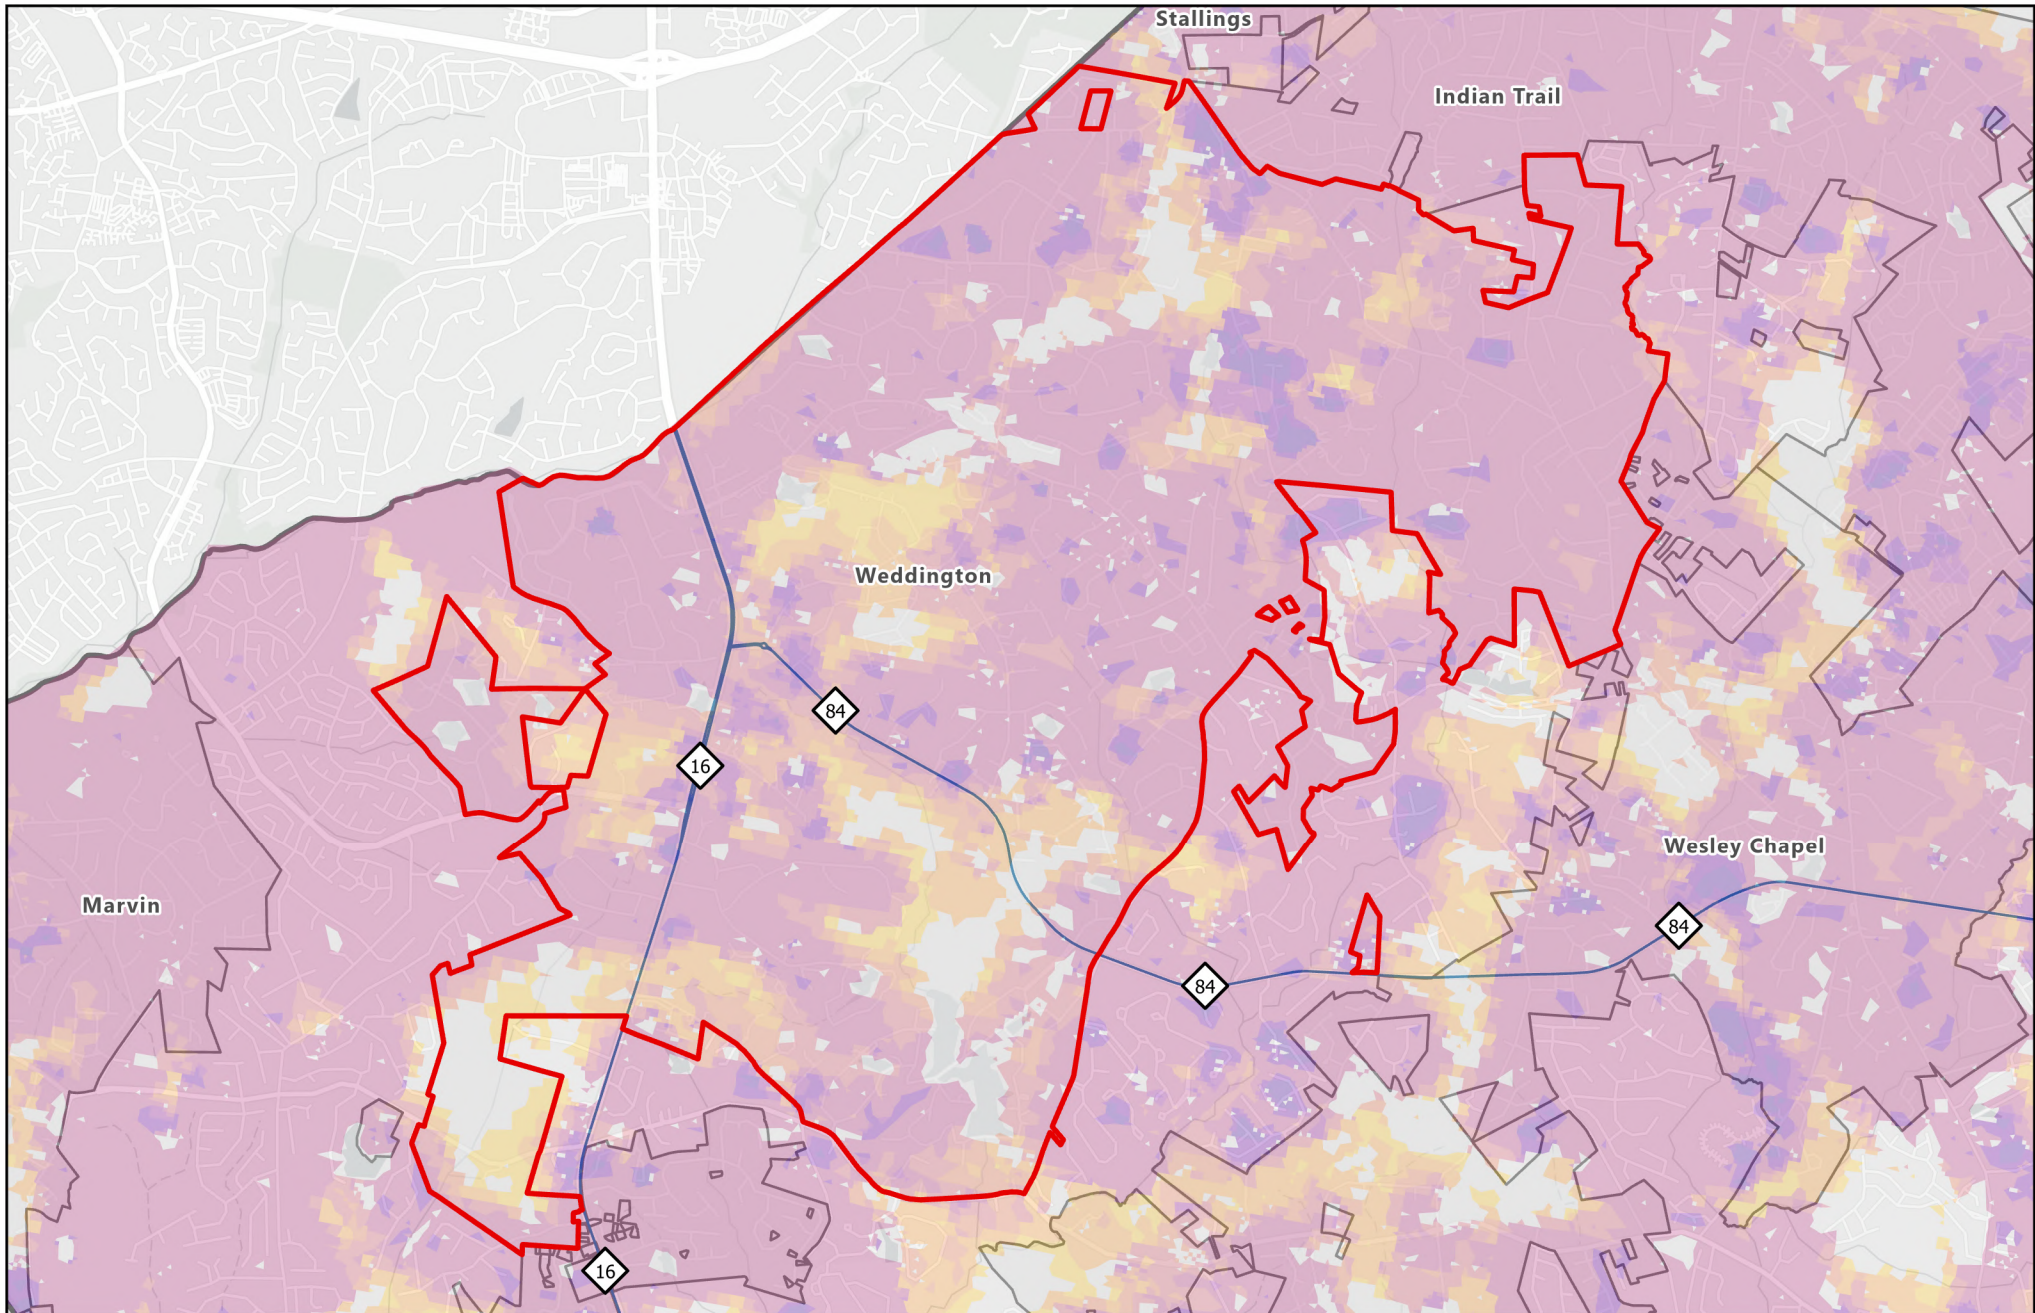 Stallings
Indian Trail
Weddington
84
16
Wesley Chapel
Marvin
84
84
16